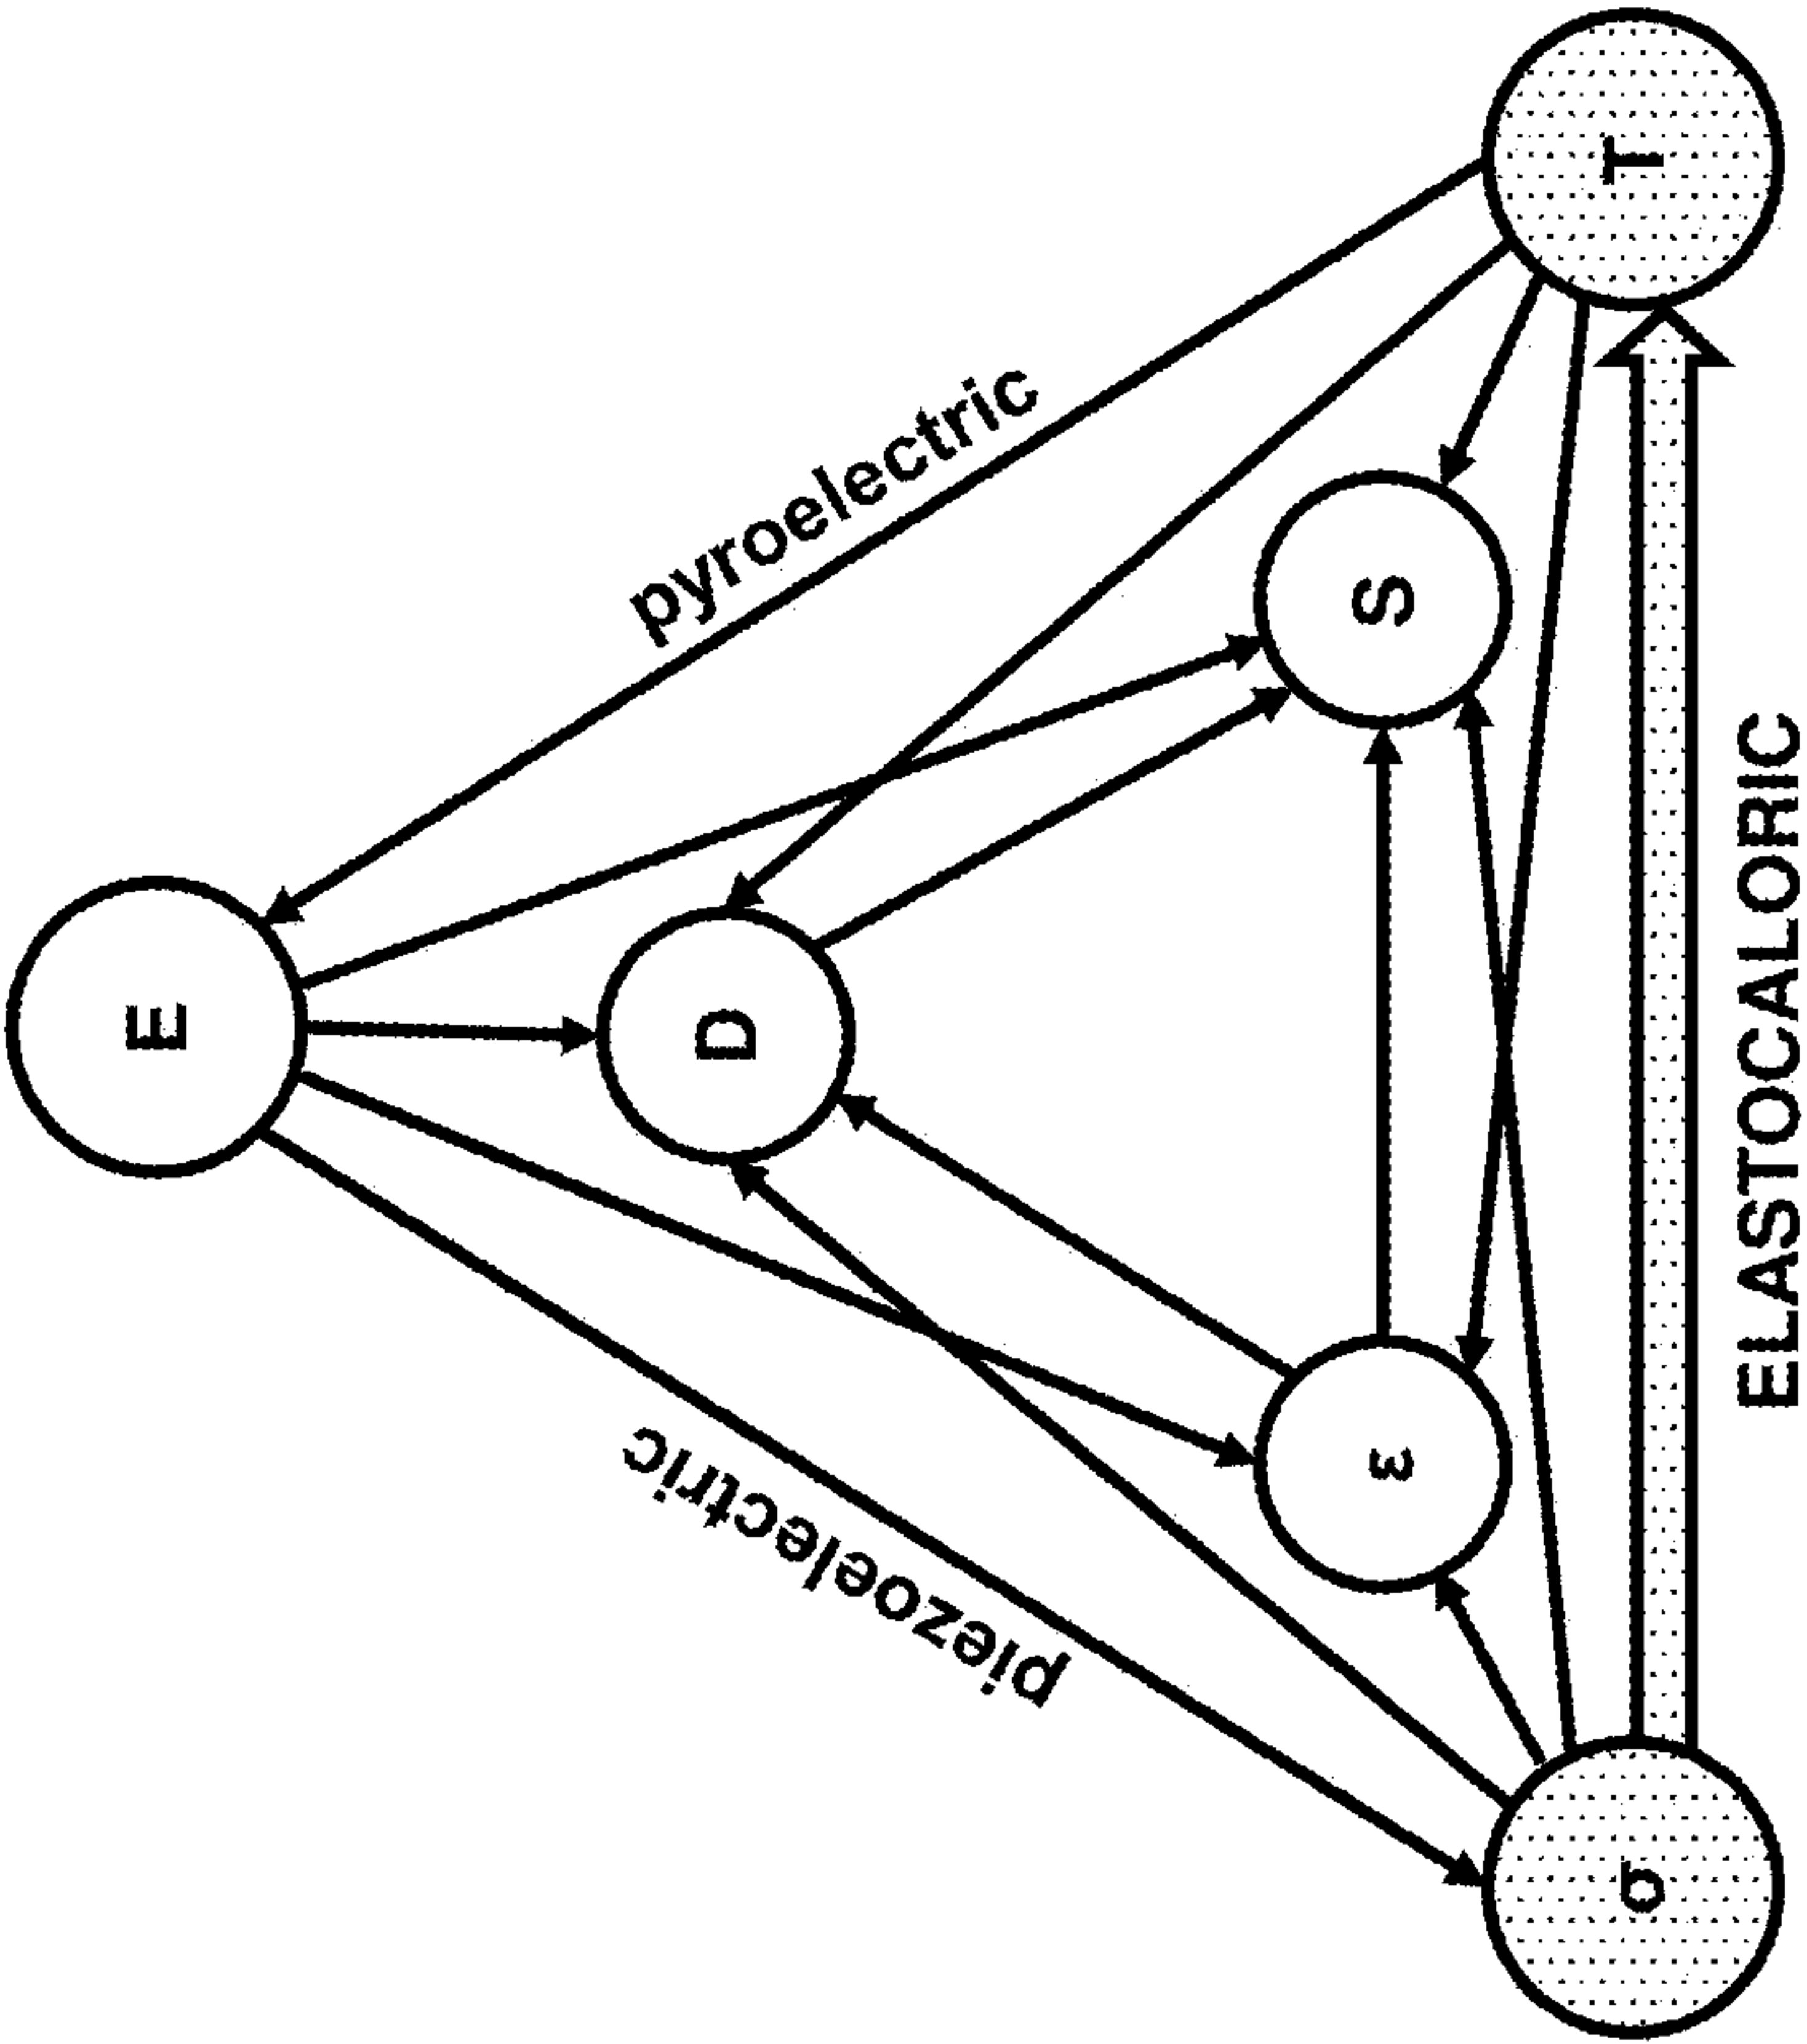 E
piezoelectric
pyroelectric
D
ε
S
σ
T
ELASTOCALORIC